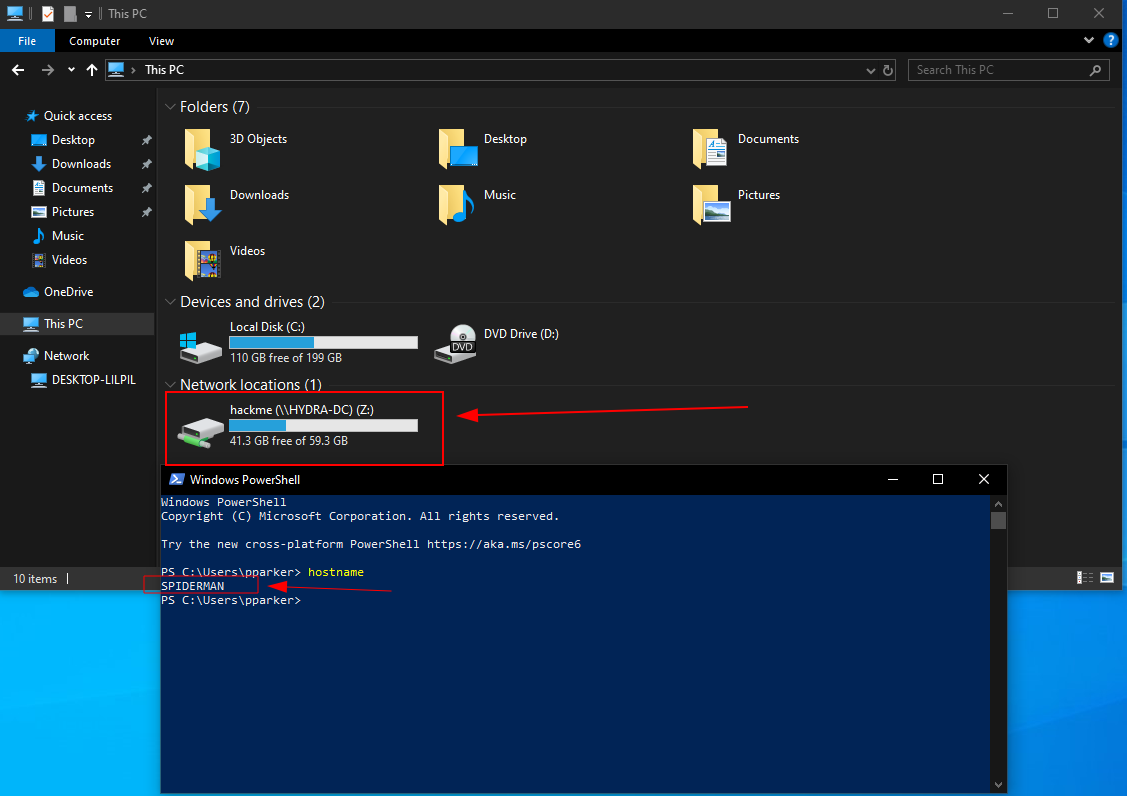 This PC
File Computer View
This PC
Search This PC
Quick access
Desktop
Downloads
Documents
Pictures
Music
Videos
OneDrive
This PC
Network
DESKTOP-LILPIL
Folders (7)
3D Objects
Desktop
Documents
Downloads
Music
Pictures
Videos
Devices and drives (2)
Local Disk (C:)
110 GB free of 199 GB
DVD
DVD Drive (D:)
Network locations (1)
hackme (\\HYDRA-DC) (Z:)
41.3 GB free of 59.3 GB
10 items
Windows PowerShell
Windows PowerShell
Copyright (C) Microsoft Corporation. All rights reserved.
Try the new cross-platform PowerShell https://aka.ms/pscore6
PS C:\Users\pparker> hostname
SPIDERMAN
PS C:\Users\pparker>